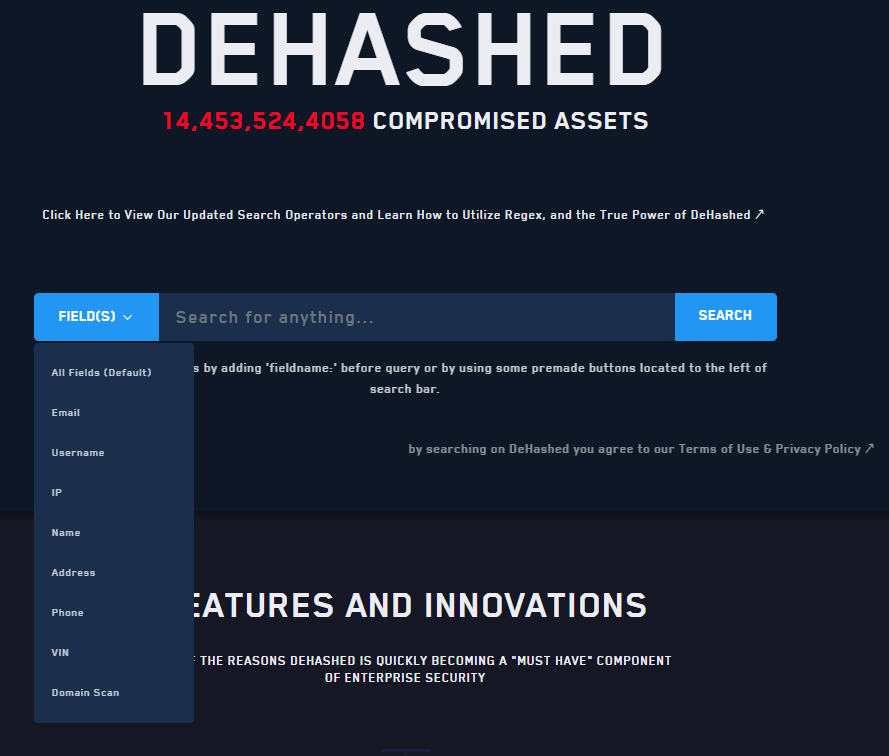 DEHASHED
14,453,524,4058 COMPROMISED ASSETS
Click Here to View Our Updated Search Operators and Learn How to Utilize Regex, and the True Power of DeHashed ↗
FIELD(S) Search for anything... SEARCH
by adding 'fieldname:' before query or by using some premade buttons located to the left of
search bar.
by searching on DeHashed you agree to our Terms of Use & Privacy Policy ↗
All Fields (Default)
Email
Username
IP
Name
Address
Phone
VIN
Domain Scan
EATURES AND INNOVATIONS
THE REASONS DEHASHED IS QUICKLY BECOMING A "MUST HAVE" COMPONENT
OF ENTERPRISE SECURITY